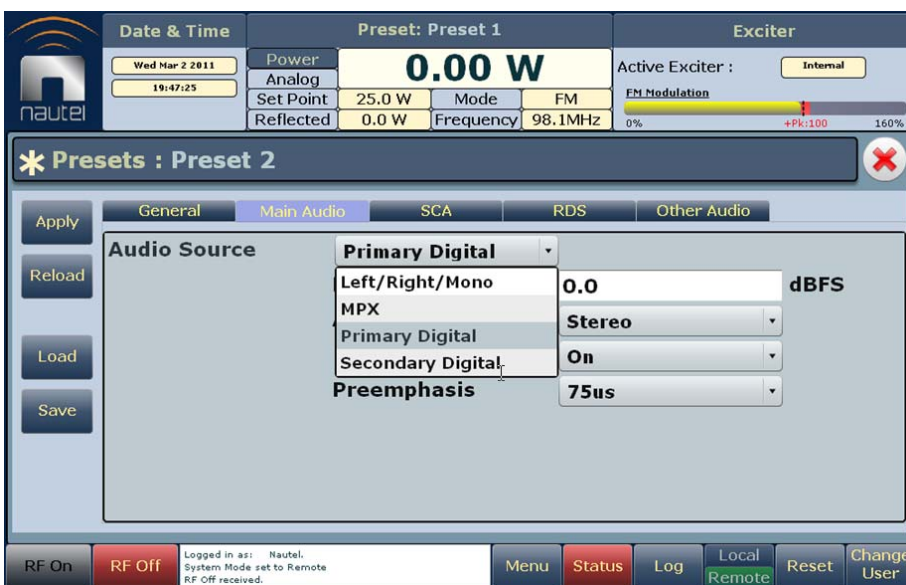 nautel
Date & Time
Wed Mar 2 2011
19:47:25
Preset: Preset 1
Power
Analog
0.00 W
Set Point 25.0 W Mode FM
Reflected 0.0 W Frequency 98.1MHz
Exciter
Active Exciter : Internal
FM Modulation
0% +Pk:100 160%
Presets : Preset 2
Apply
Reload
Load
Save
General Main Audio SCA RDS Other Audio
Audio Source Primary Digital
Left/Right/Mono
MPX
Primary Digital
Secondary Digital
0.0 dBFS
Stereo
On
Preemphasis 75us
RF On
RF Off
Logged in as: Nautel.
System Mode set to Remote
RF Off received.
Menu
Status
Log
Local
Remote
Reset
Change
User